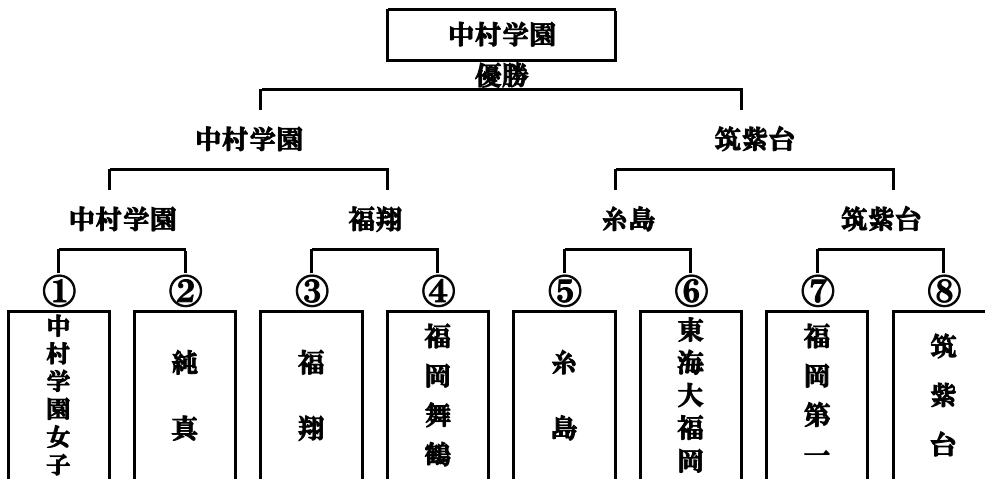 中村学園
優勝
中村学園
筑紫台
中村学園
福翔
糸島
筑紫台
①
②
③
④
⑤
⑥
⑦
⑧
中村学園女子
純真
福翔
福岡舞鶴
糸島
東海大福岡
福岡第一
筑紫台